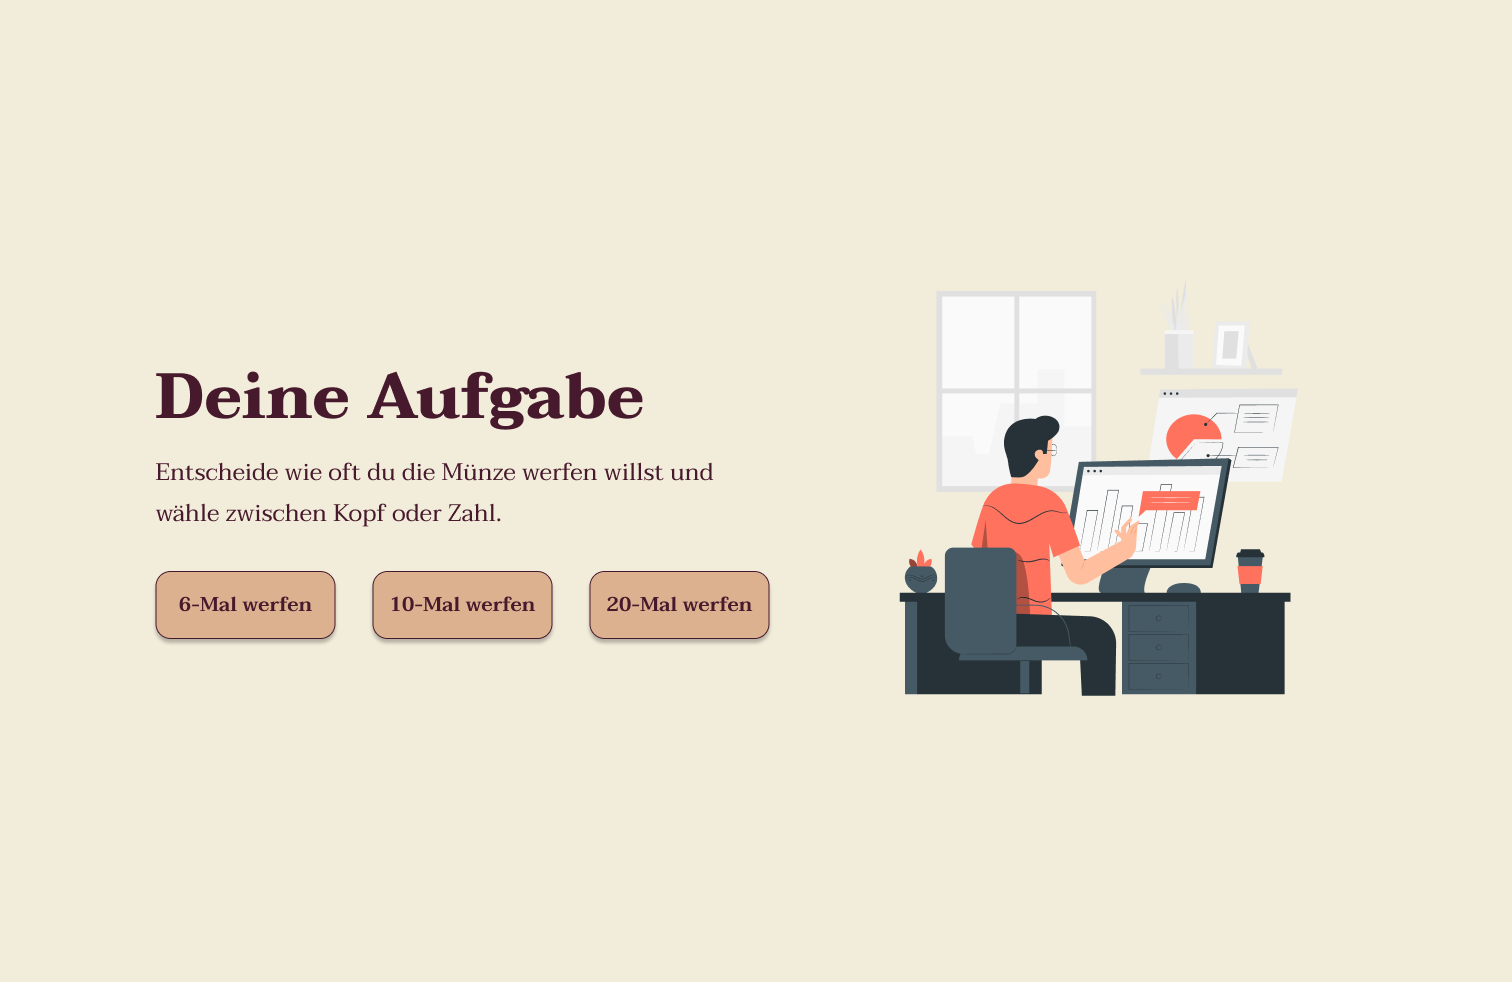 Deine Aufgabe
Entscheide wie oft du die Münze werfen willst und
wähle zwischen Kopf oder Zahl.
6-Mal werfen
10-Mal werfen
20-Mal werfen